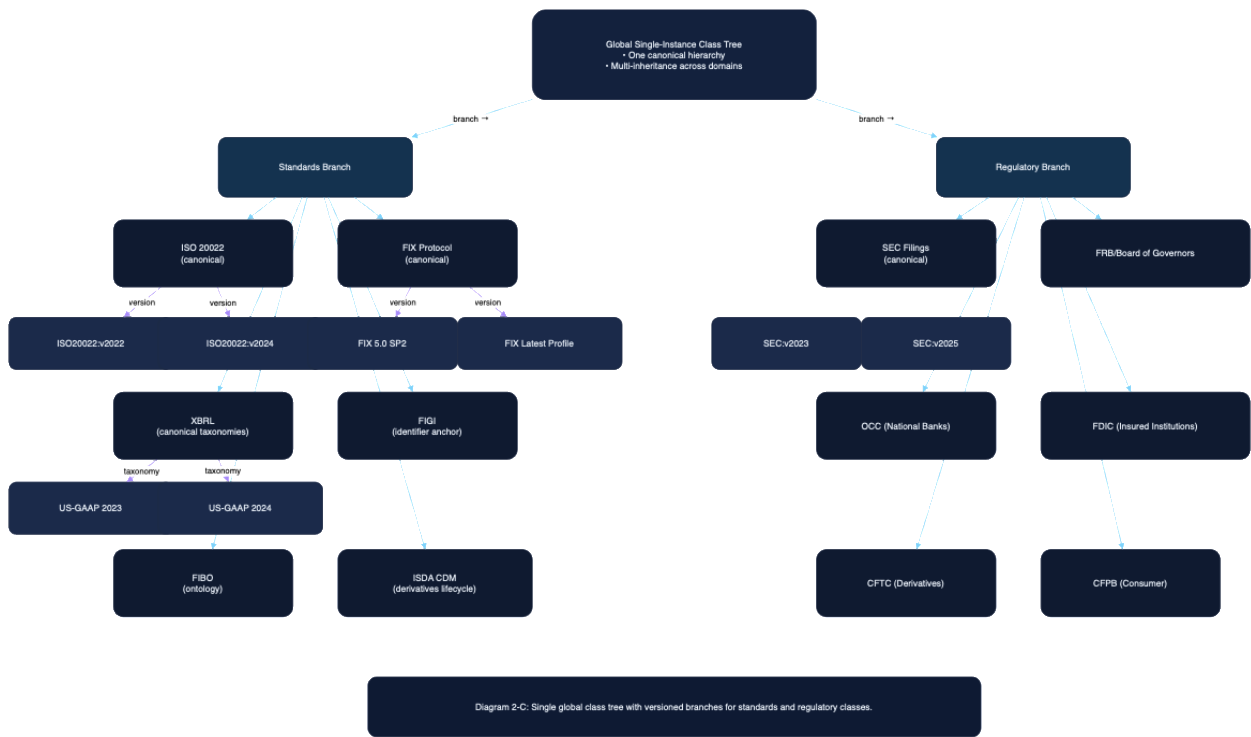 Global Single-Instance Class Tree
• One canonical hierarchy
• Multi-inheritance across domains
branch →
branch →
Standards Branch
Regulatory Branch
ISO 20022
(canonical)
FIX Protocol
(canonical)
SEC Filings
(canonical)
FRB/Board of Governors
version
version
version
version
ISO20022:v2022
ISO20022:v2024
FIX 5.0 SP2
FIX Latest Profile
SEC:v2023
SEC:v2025
XBRL
(canonical taxonomies)
FIGI
(identifier anchor)
OCC (National Banks)
FDIC (Insured Institutions)
taxonomy
taxonomy
US-GAAP 2023
US-GAAP 2024
FIBO
(ontology)
ISDA CDM
(derivatives lifecycle)
CFTC (Derivatives)
CFPB (Consumer)
Diagram 2-C: Single global class tree with versioned branches for standards and regulatory classes.